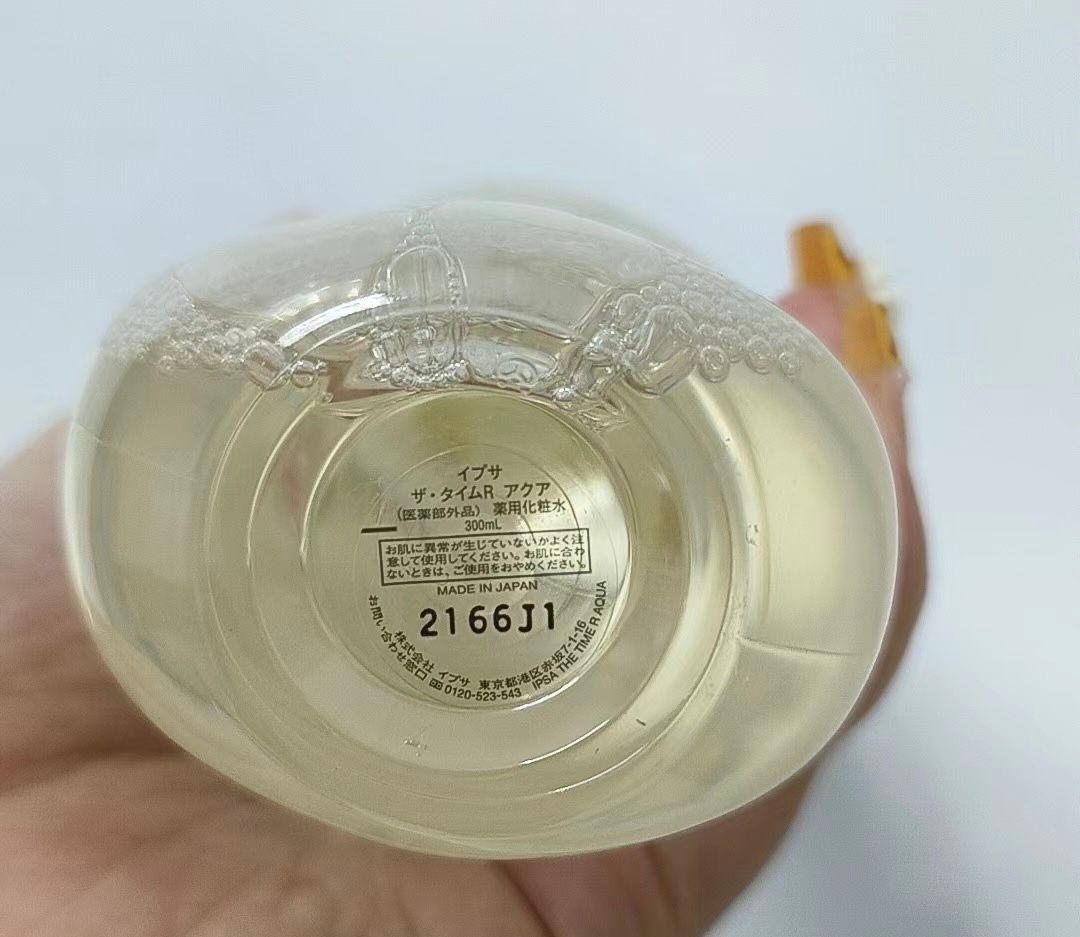 イプサ
ザ・タイムR アクア
（医薬部外品） 薬用化粧水
300mL
お肌に異常が生じていないかよく注
意して使用してください。お肌に合わ
ないときは、ご使用をおやめください。
MADE IN JAPAN
2166J1
株式会社 イプサ 東京都港区赤坂7-1-16
お問い合わせ窓口 0120-523-543 IPSA THE TIME R AQUA